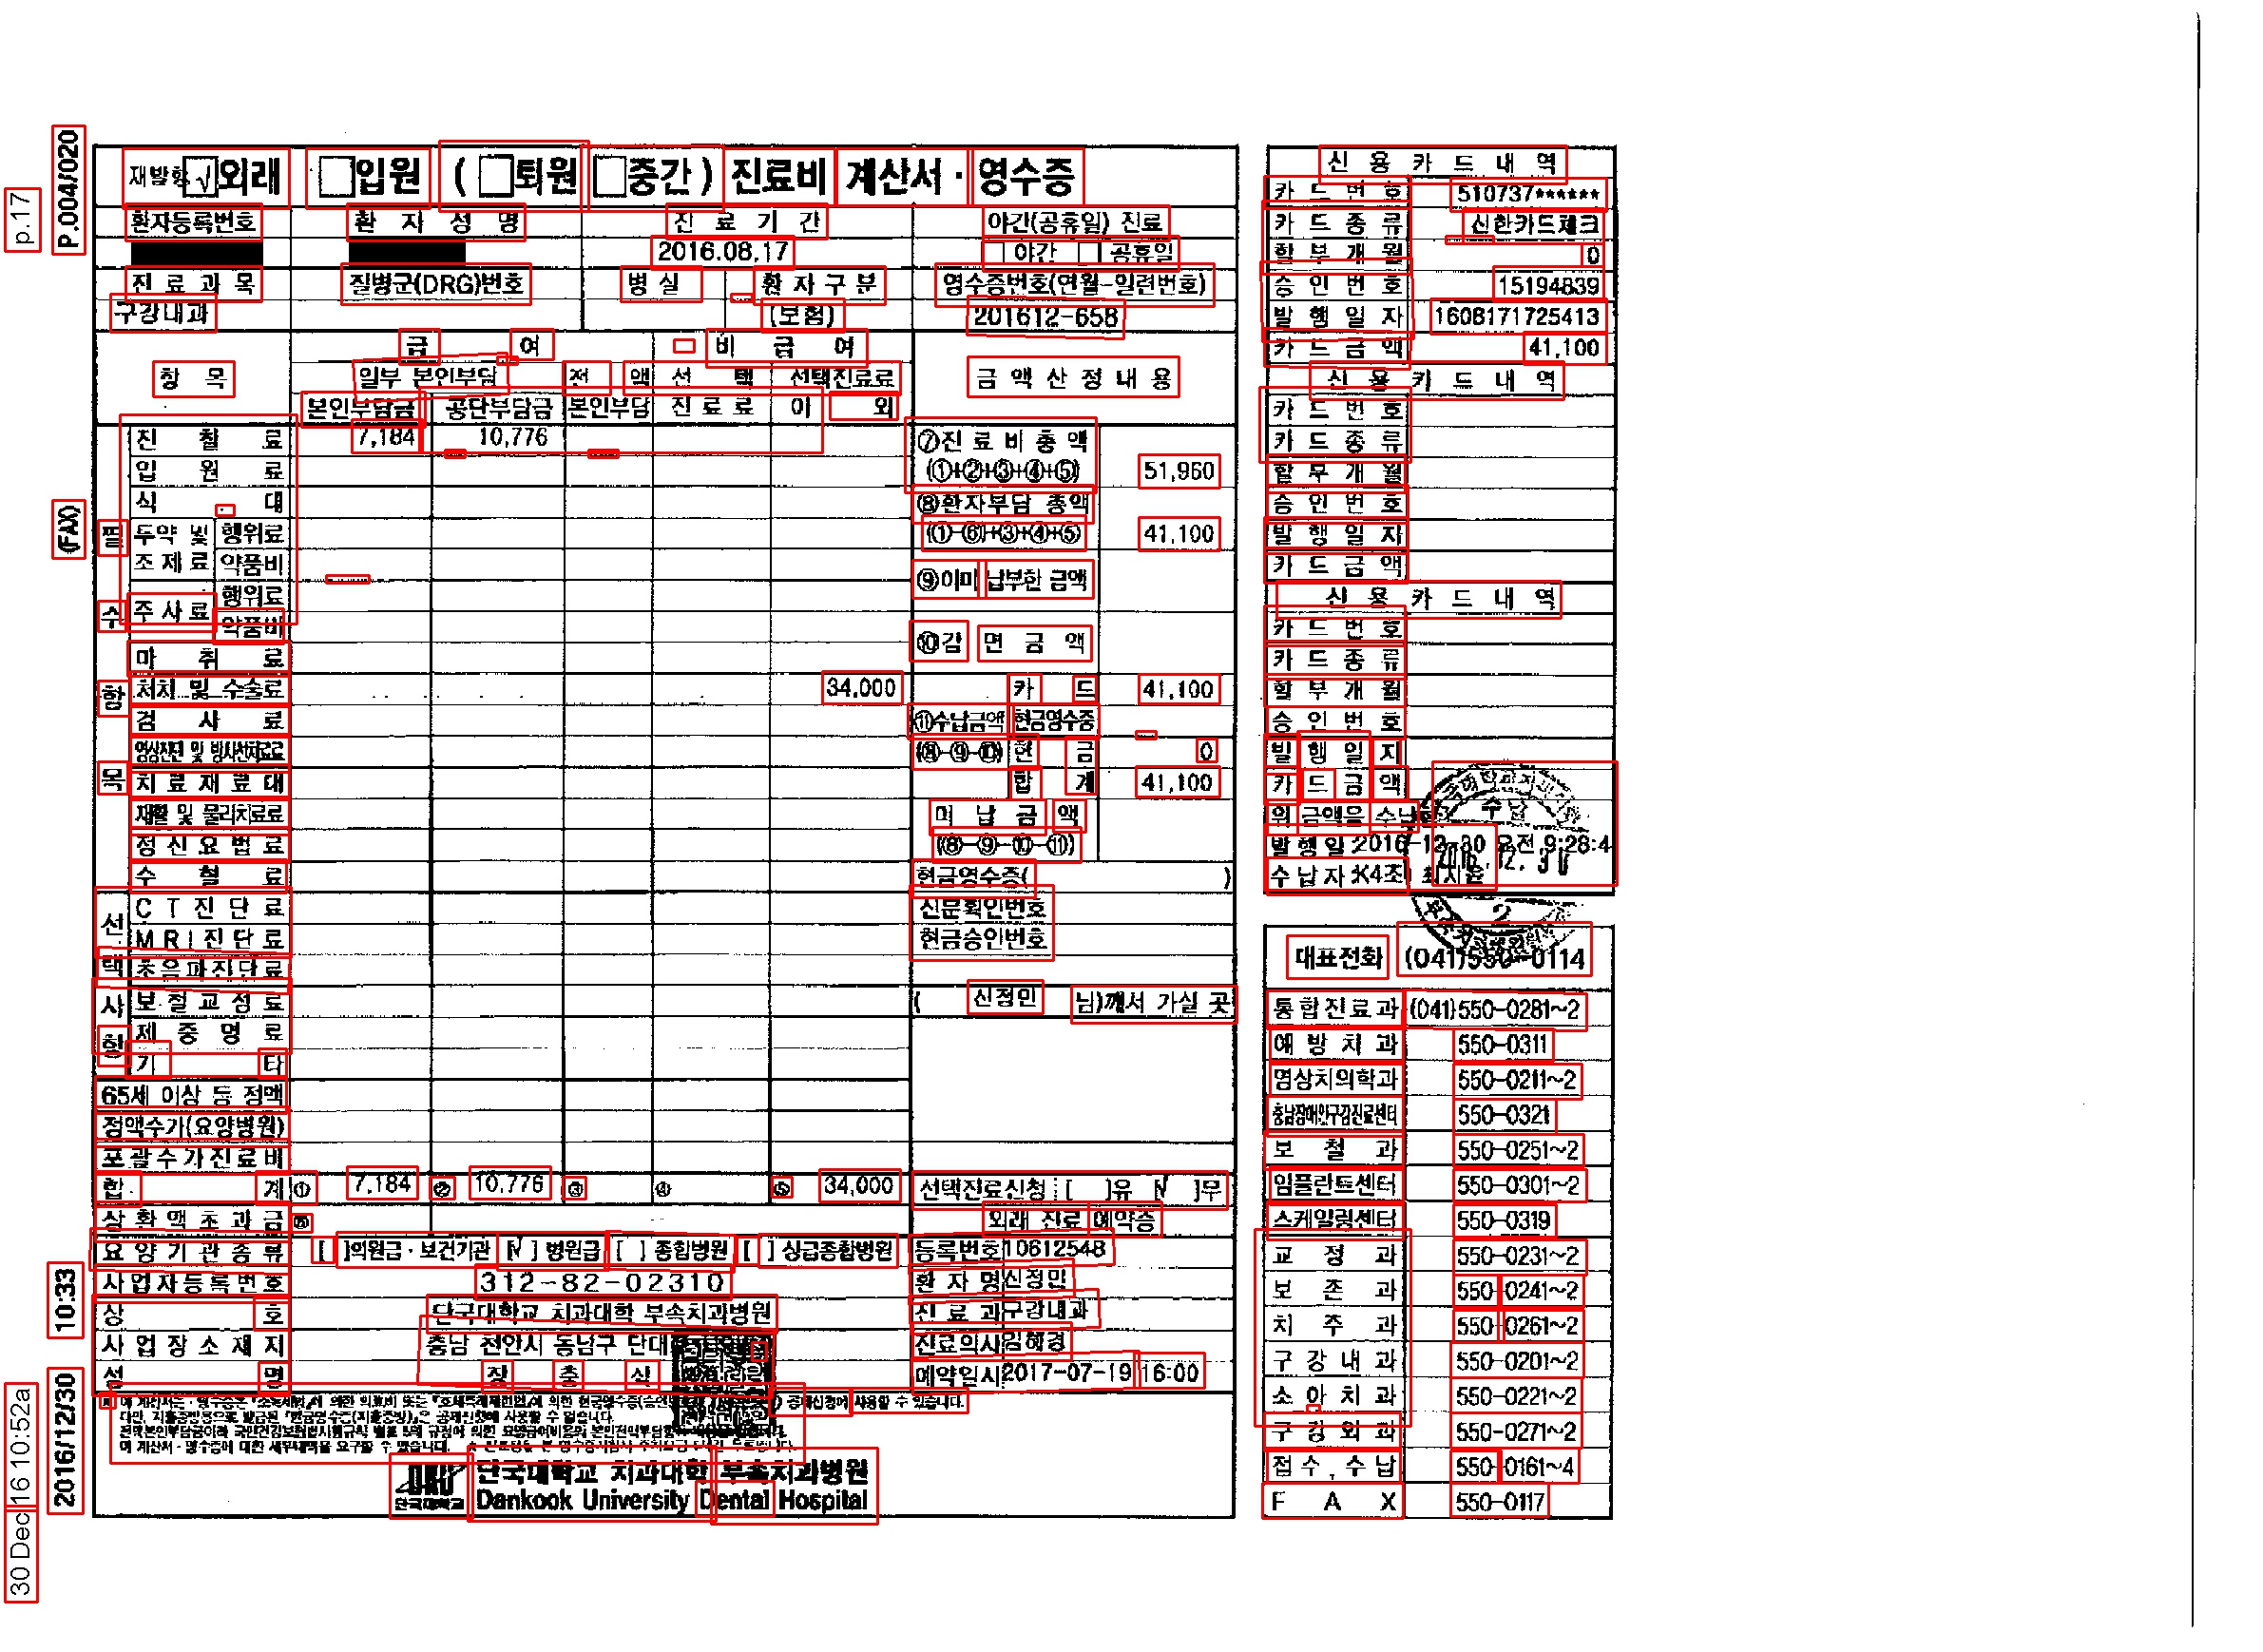 재발행 외래 입원 ( 퇴원 중간 ) 진료비 계산서 · 영수증
환자등록번호 환 자 성 명 진 료 기 간 야간(공휴일) 진료
2016.08.17 야간 공휴일
진 료 과 목 질병군(DRG)번호 병 실 환 자 구 분 영수증번호(연월-일련번호)
구강내과 (보험) 201612-658
급 여 비 급 여
항 목 일부 본인부담 전 액 선 택 선택진료료 금 액 산 정 내 용
본인부담금 공단부담금 본인부담 진 료 료 이 외
진 찰 료 7,184 10,776 ⑦진 료 비 총 액
입 원 료 (①+②+③+④+⑤) 51,960
식 대 ⑧환자부담 총액
필 투약 및 행위료 (①-⑥)+③+④+⑤) 41,100
조 제 료 약품비
⑨이미 납부한 금액
수 주 사 료 행위료
약품비 ⑩감 면 금 액
마 취 료
항 처치 및 수술료 34,000 카 드 41,100
검 사 료 ⑪수납금액 현금영수증
영상진단 및 방사선치료료 (⑧-⑨-⑩) 현 금 0
목 치 료 재 료 대 합 계 41,100
재활 및 물리치료료 미 납 금 액
정 신 요 법 료 (⑧-⑨-⑩-⑪)
수 혈 료 현금영수증( )
선 C T 진 단 료 신분확인번호
M R I 진 단 료 현금승인번호
택 초음파진단료
사 보 철 교 정 료 ( 신정민 님)께서 가실 곳
항 제 증 명 료
기 타
65세 이상 등 정액
정액수가(요양병원)
포 괄 수 가 진 료 비
합 계 ① 7,184 ② 10,776 ③ ④ ⑤ 34,000 선택진료신청 [ ]유 [√ ]무
상 한 액 초 과 금 ⑥ 외래 진료 예약증
요 양 기 관 종 류 [ ]의원급·보건기관 [√ ] 병원급 [ ] 종합병원 [ ] 상급종합병원 등록번호 10612548
사 업 자 등 록 번 호 312-82-02310 환 자 명 신정민
상 호 단국대학교 치과대학 부속치과병원 진 료 과 구강내과
사 업 장 소 재 지 충남 천안시 동남구 단대 진료의사 김혜경
성 명 장 충 식 예약일시 2017-07-19 16:00
단국대학교 단국대학교 치과대학 부속치과병원
Dankook University Dental Hospital
신 용 카 드 내 역
카 드 번 호 510737******
카 드 종 류 신한카드체크
할 부 개 월 0
승 인 번 호 15194839
발 행 일 자 1608171725413
카 드 금 액 41,100
신 용 카 드 내 역
카 드 번 호
카 드 종 류
할 부 개 월
승 인 번 호
발 행 일 자
카 드 금 액
신 용 카 드 내 역
카 드 번 호
카 드 종 류
할 부 개 월
승 인 번 호
발 행 일 자
카 드 금 액
위 금액을 수납
발 행 일 2016-12-30 오전 9:28:4
수 납 자
대표전화 (041)550-0114
통합진료과 (041)550-0281~2
예 방 치 과 550-0311
영상치의학과 550-0211~2
충남장애인구강진료센터 550-0321
보 철 과 550-0251~2
임플란트센터 550-0301~2
스케일링센터 550-0319
교 정 과 550-0231~2
보 존 과 550-0241~2
치 주 과 550-0261~2
구 강 내 과 550-0201~2
소 아 치 과 550-0221~2
구 강 외 과 550-0271~2
접 수 , 수 납 550-0161~4
F A X 550-0117
P.004/020
(FAX)
10:33
2016/12/30
p.17
30 Dec 16 10:52a